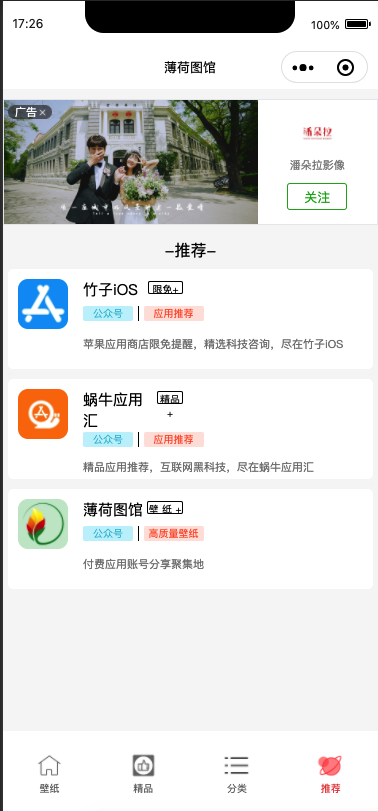 17:26
100%
薄荷图馆
广告×
潘朵拉
潘朵拉影像
关注
Tell a love story in a city
–推荐–
竹子iOS
限免+
公众号
应用推荐
苹果应用商店限免提醒，精选科技咨询，尽在竹子iOS
蜗牛应用
汇
精品
+
公众号
应用推荐
精品应用推荐，互联网黑科技，尽在蜗牛应用汇
薄荷图馆
壁 纸 +
公众号
高质量壁纸
付费应用账号分享聚集地
壁纸
精品
分类
推荐